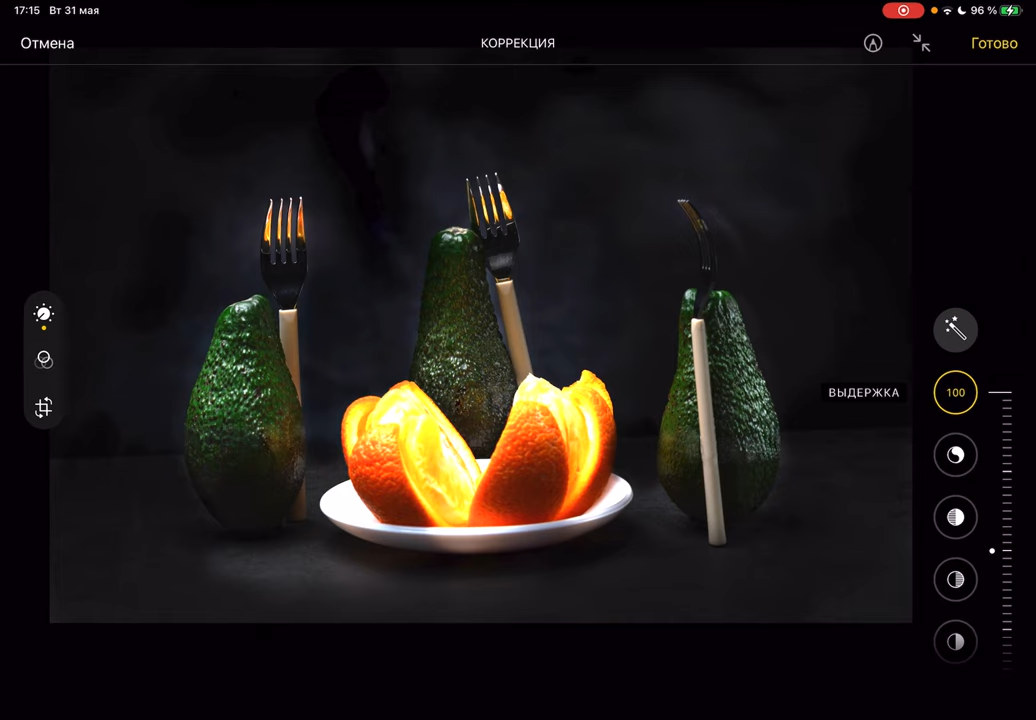 17:15 Вт 31 мая
96 %
Отмена
КОРРЕКЦИЯ
Готово
ВЫДЕРЖКА
100